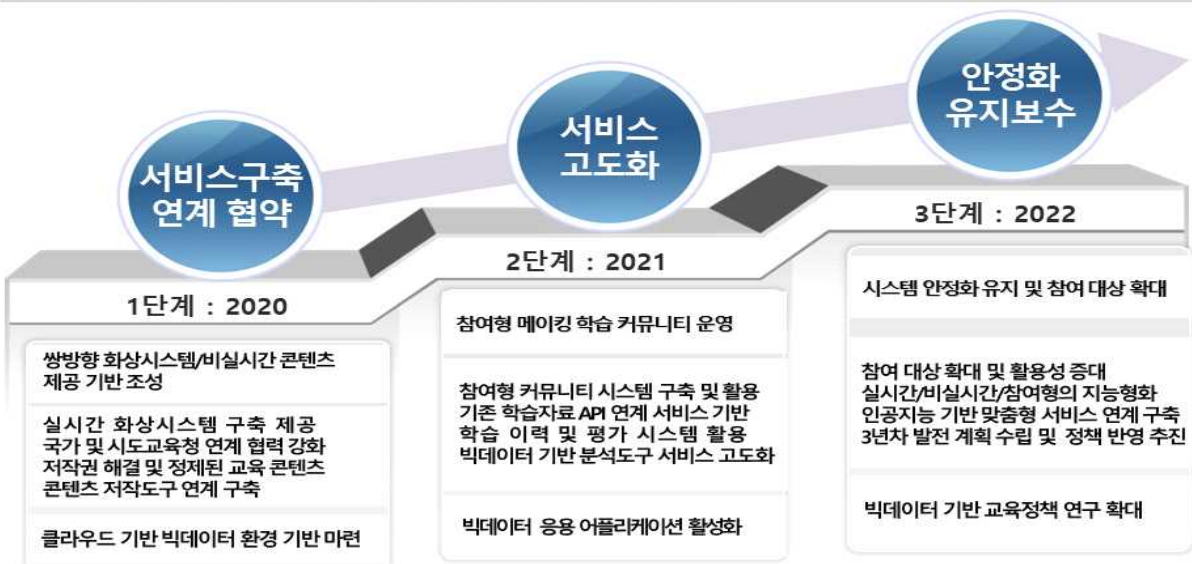 서비스구축
연계 협약
1단계 : 2020
쌍방향 화상시스템/비실시간 콘텐츠
제공 기반 조성
실시간 화상시스템 구축 제공
국가 및 시도교육청 연계 협력 강화
저작권 해결 및 정제된 교육 콘텐츠
콘텐츠 저작도구 연계 구축
클라우드 기반 빅데이터 환경 기반 마련
서비스
고도화
2단계 : 2021
참여형 메이킹 학습 커뮤니티 운영
참여형 커뮤니티 시스템 구축 및 활용
기존 학습자료 API 연계 서비스 기반
학습 이력 및 평가 시스템 활용
빅데이터 기반 분석도구 서비스 고도화
빅데이터 응용 어플리케이션 활성화
안정화
유지보수
3단계 : 2022
시스템 안정화 유지 및 참여 대상 확대
참여 대상 확대 및 활용성 증대
실시간/비실시간/참여형의 지능형화
인공지능 기반 맞춤형 서비스 연계 구축
3년차 발전 계획 수립 및 정책 반영 추진
빅데이터 기반 교육정책 연구 확대